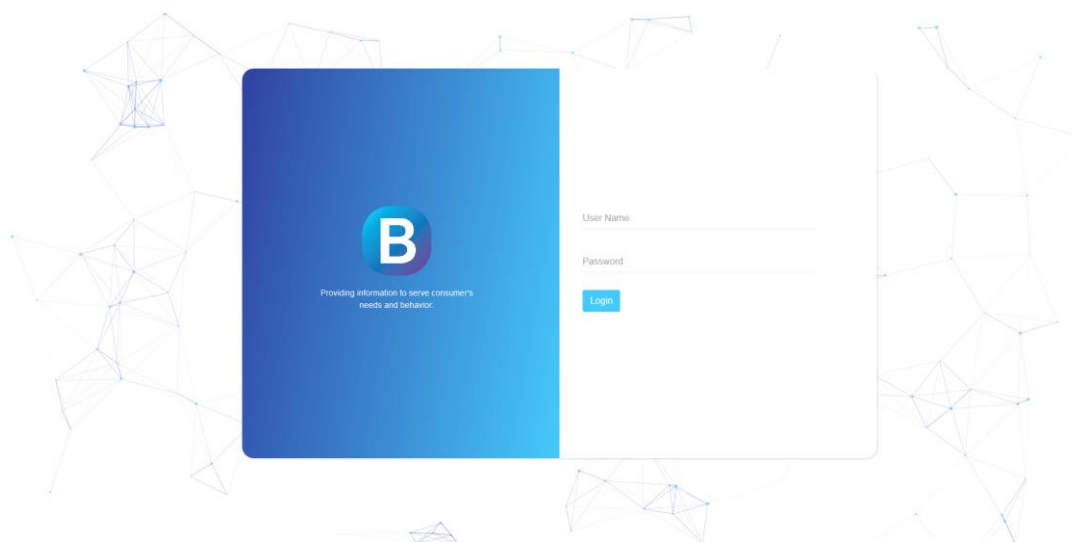 B
Providing information to serve consumer's
needs and behavior.
User Name
Password
Login